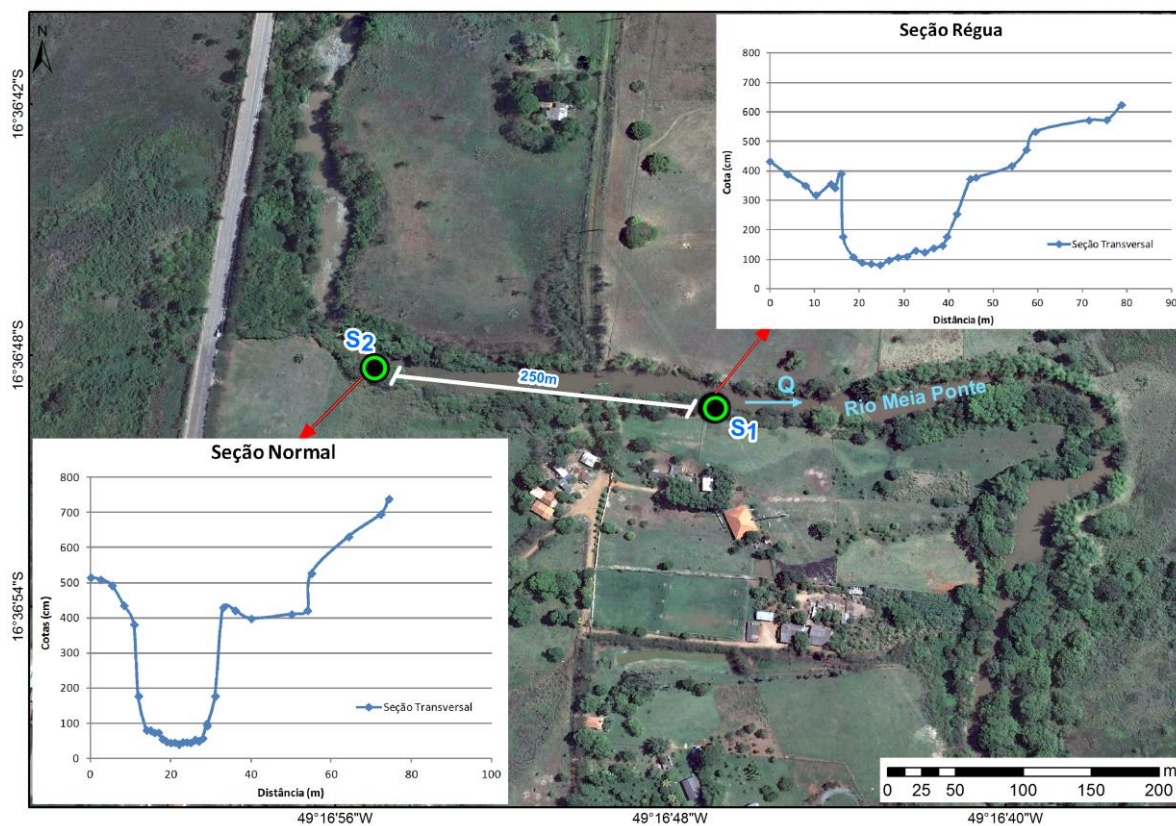 N
16°36'42"S
16°36'48"S
16°36'54"S
Seção Régua
800
700
600
500
400
300
200
100
0
Cota (cm)
0 10 20 30 40 50 60 70 80 90
Distância (m)
Seção Transversal
S2
250m
S1
Q
Rio Meia Ponte
Seção Normal
800
700
600
500
400
300
200
100
0
Cotas (cm)
0 20 40 60 80 100
Distância (m)
Seção Transversal
m
0 25 50 100 150 200
49°16'56"W
49°16'48"W
49°16'40"W